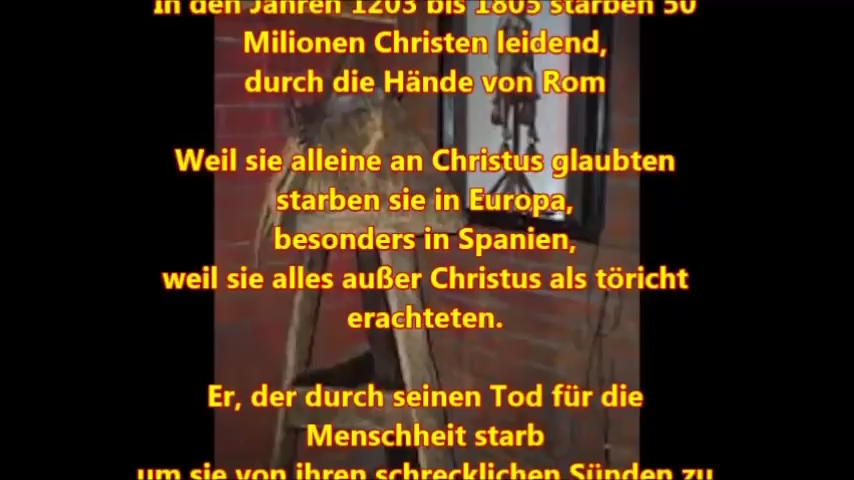 In den Jahren 1203 bis 1805 starben 50
Milionen Christen leidend,
durch die Hände von Rom
Weil sie alleine an Christus glaubten
starben sie in Europa,
besonders in Spanien,
weil sie alles außer Christus als töricht
erachteten.
Er, der durch seinen Tod für die
Menschheit starb
um sie von ihren schrecklichen Sünden zu